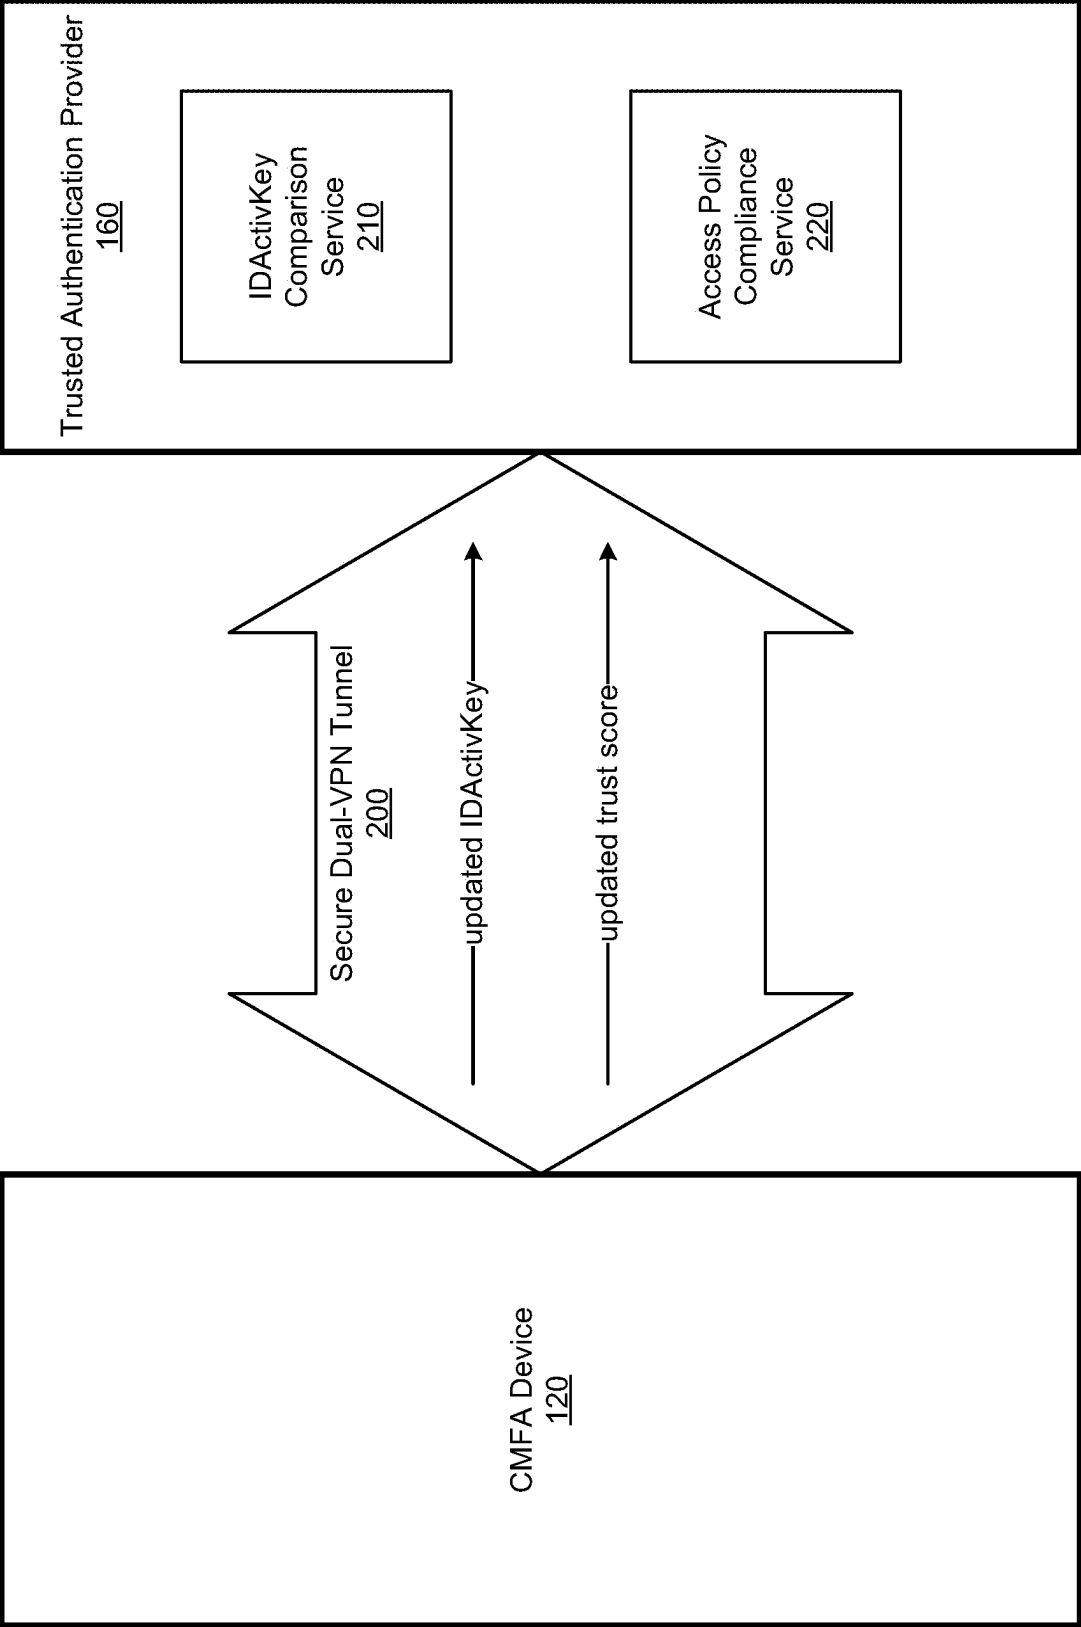 CMFA Device
120
Secure Dual-VPN Tunnel
200
updated IDActivKey
updated trust score
Trusted Authentication Provider
160
IDActivKey
Comparison
Service
210
Access Policy
Compliance
Service
220